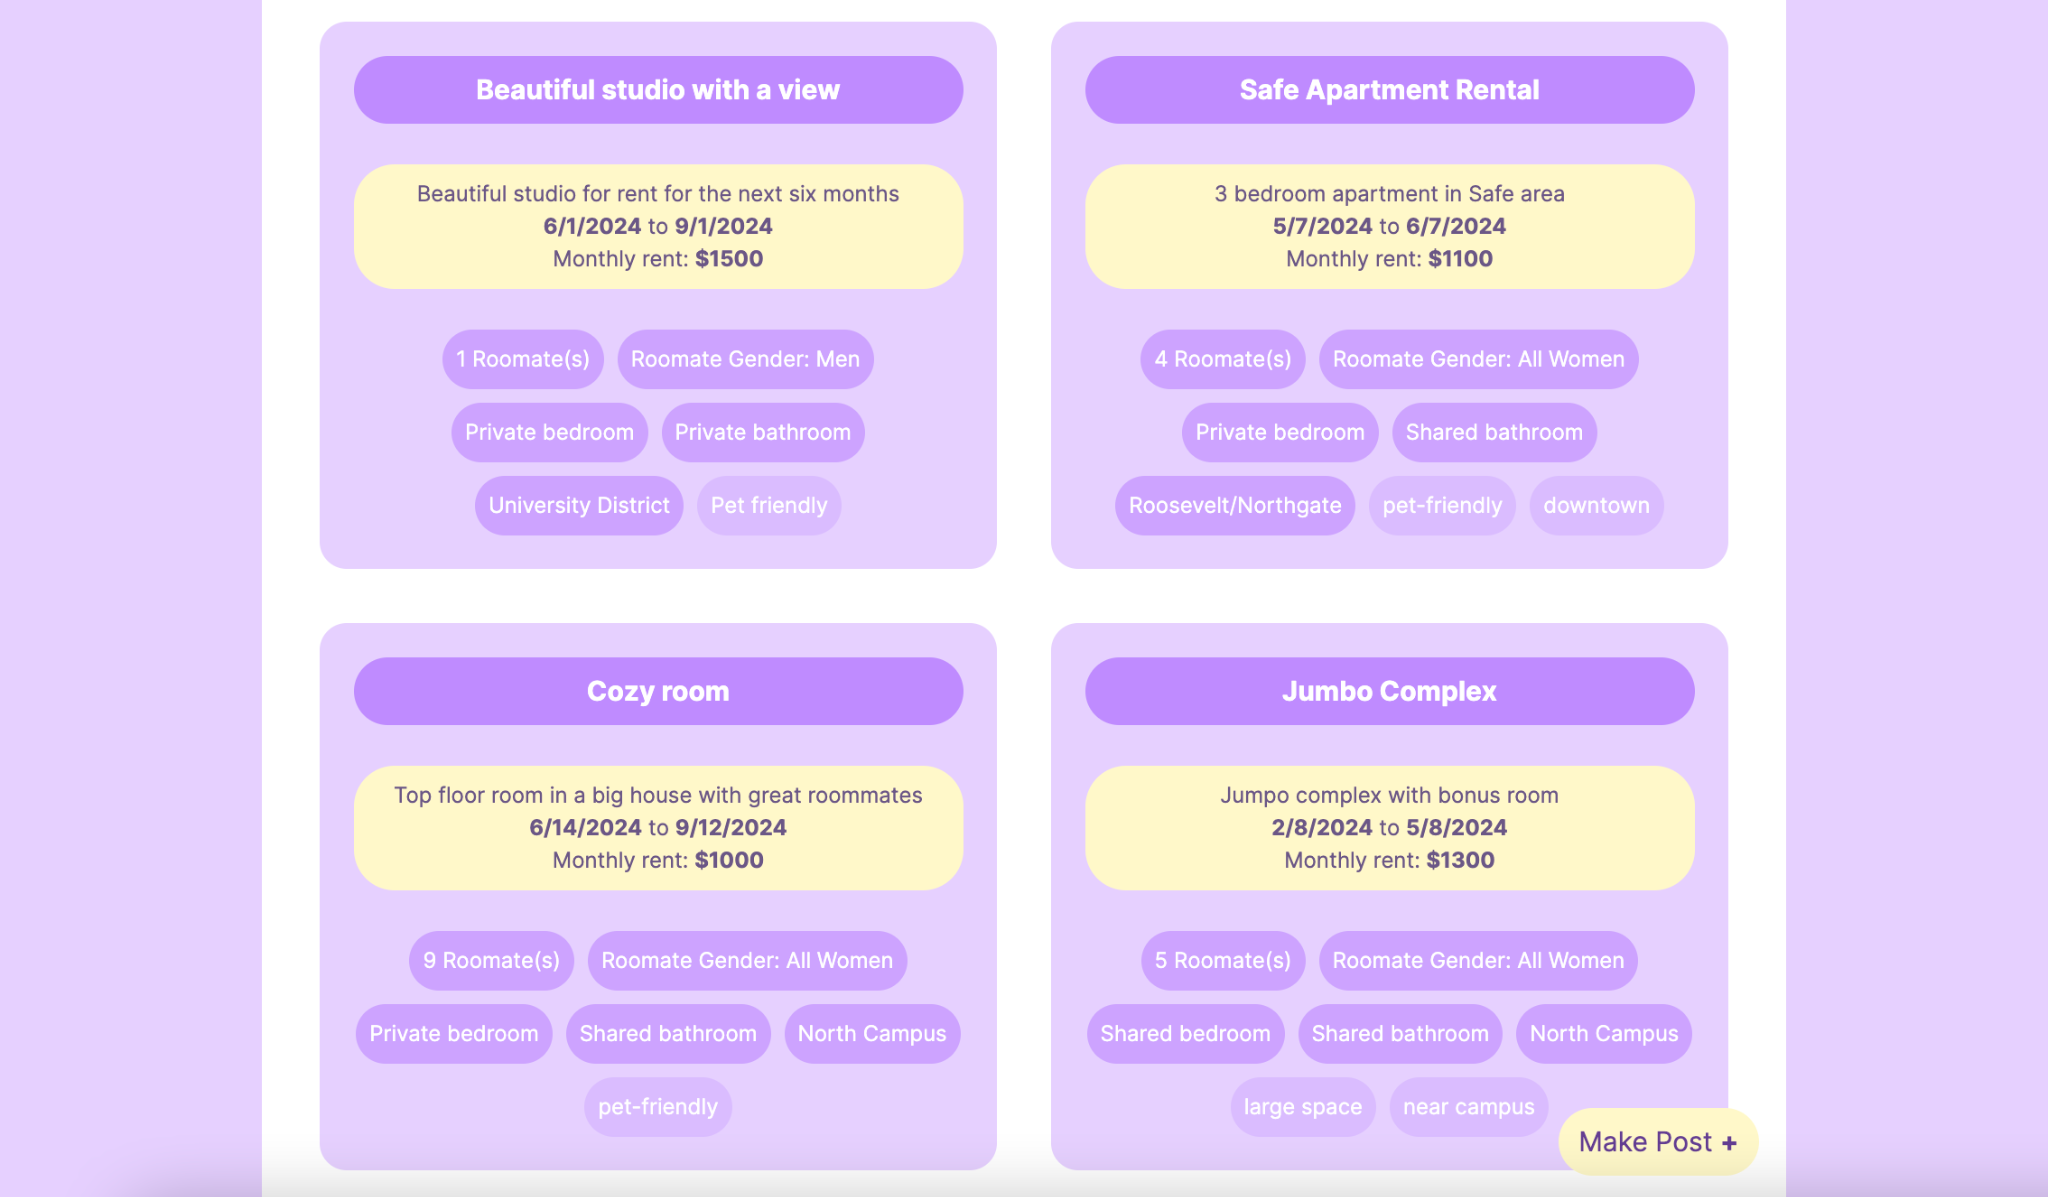 Beautiful studio with a view
Beautiful studio for rent for the next six months
6/1/2024 to 9/1/2024
Monthly rent: $1500
1 Roomate(s)
Roomate Gender: Men
Private bedroom
Private bathroom
University District
Pet friendly
Safe Apartment Rental
3 bedroom apartment in Safe area
5/7/2024 to 6/7/2024
Monthly rent: $1100
4 Roomate(s)
Roomate Gender: All Women
Private bedroom
Shared bathroom
Roosevelt/Northgate
pet-friendly
downtown
Cozy room
Top floor room in a big house with great roommates
6/14/2024 to 9/12/2024
Monthly rent: $1000
9 Roomate(s)
Roomate Gender: All Women
Private bedroom
Shared bathroom
North Campus
pet-friendly
Jumbo Complex
Jumpo complex with bonus room
2/8/2024 to 5/8/2024
Monthly rent: $1300
5 Roomate(s)
Roomate Gender: All Women
Shared bedroom
Shared bathroom
North Campus
large space
near campus
Make Post +